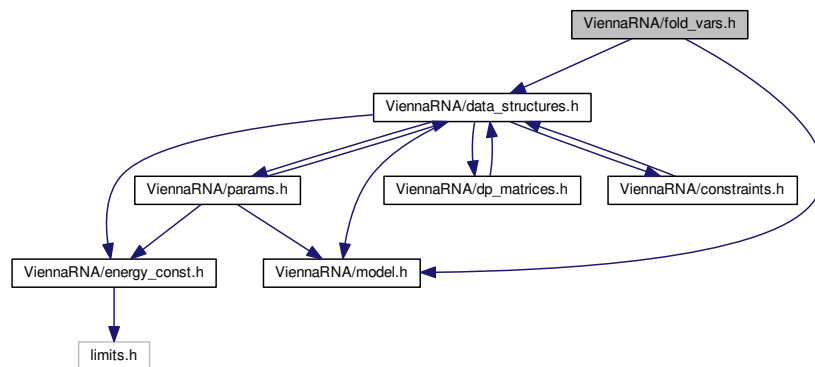 ViennaRNA/fold_vars.h
ViennaRNA/data_structures.h
ViennaRNA/params.h
ViennaRNA/dp_matrices.h
ViennaRNA/constraints.h
ViennaRNA/energy_const.h
ViennaRNA/model.h
limits.h